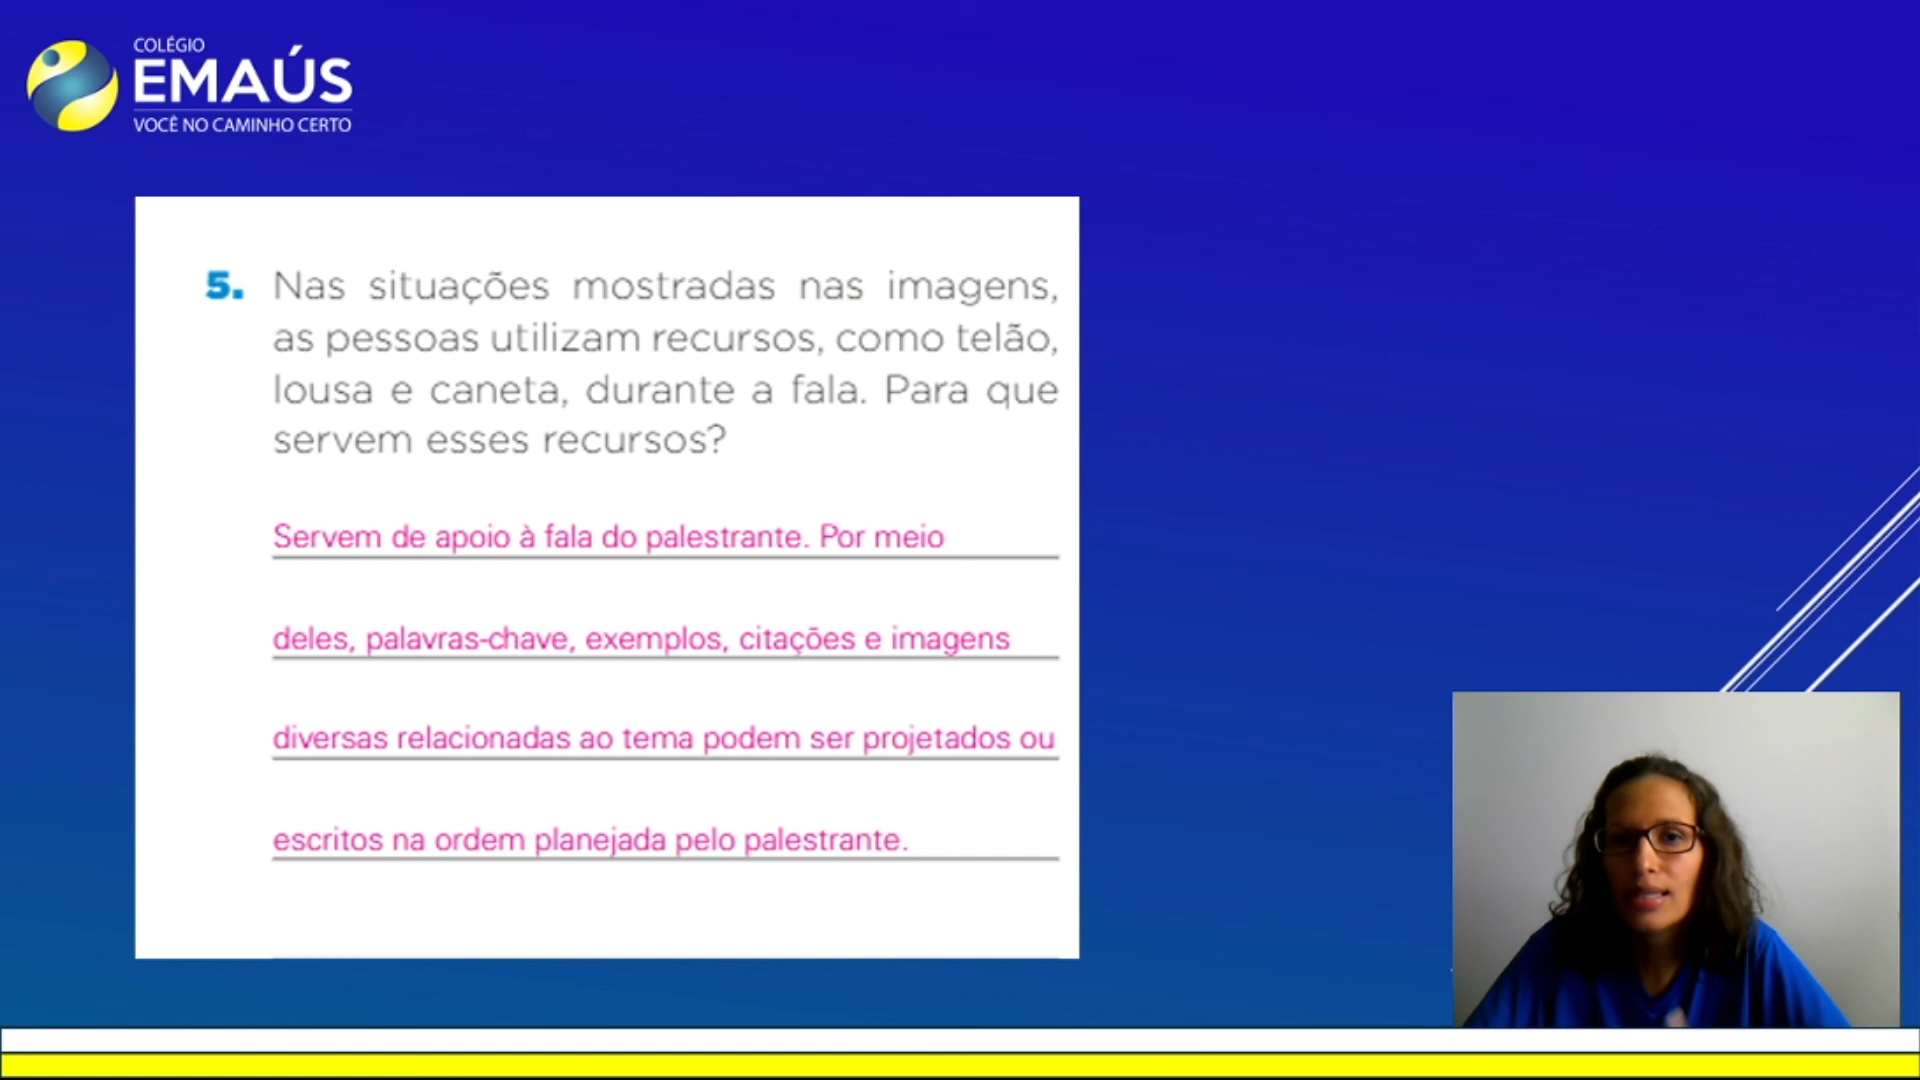 COLÉGIO
EMAÚS
VOCÊ NO CAMINHO CERTO
5. Nas situações mostradas nas imagens,
as pessoas utilizam recursos, como telão,
lousa e caneta, durante a fala. Para que
servem esses recursos?
Servem de apoio à fala do palestrante. Por meio
deles, palavras-chave, exemplos, citações e imagens
diversas relacionadas ao tema podem ser projetados ou
escritos na ordem planejada pelo palestrante.